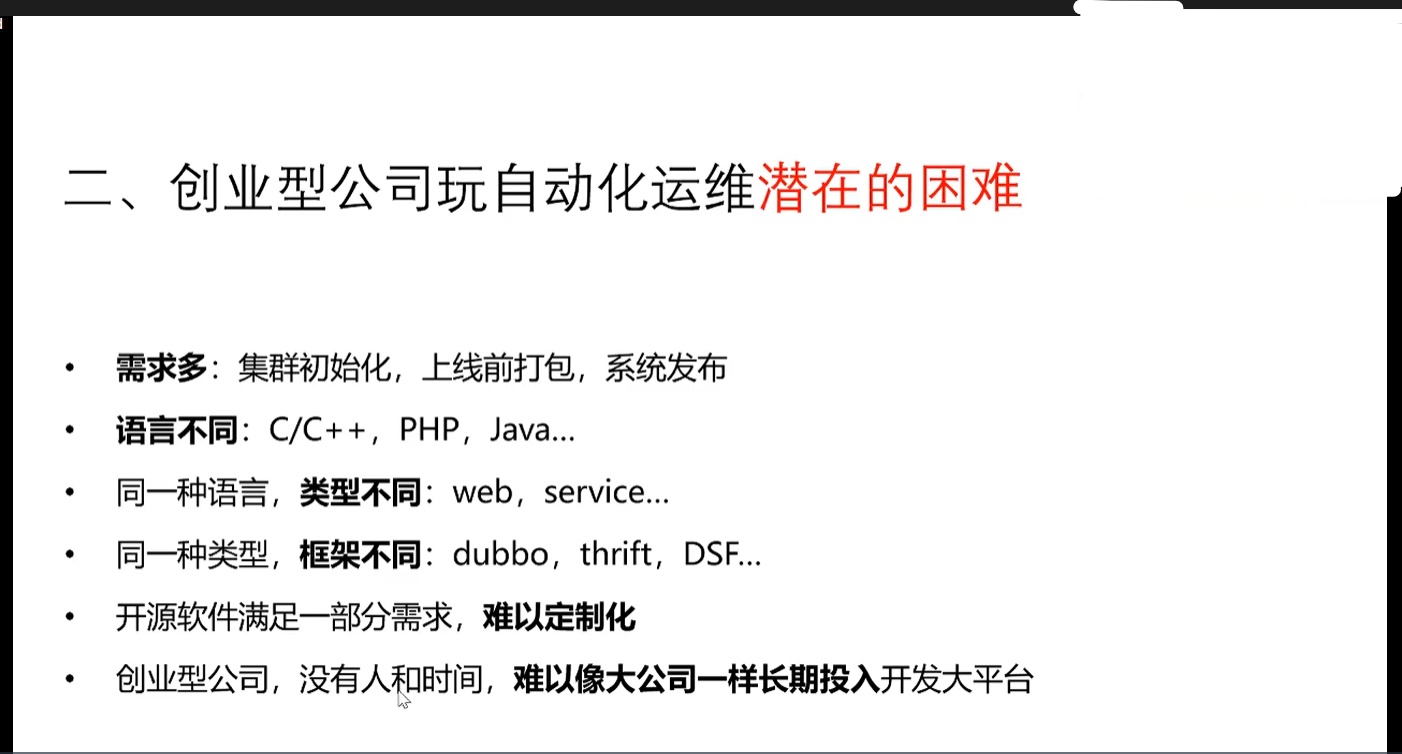 二、创业型公司玩自动化运维潜在的困难
• 需求多：集群初始化，上线前打包，系统发布
• 语言不同：C/C++，PHP，Java...
• 同一种语言，类型不同：web，service...
• 同一种类型，框架不同：dubbo，thrift，DSF...
• 开源软件满足一部分需求，难以定制化
• 创业型公司，没有人和时间，难以像大公司一样长期投入开发大平台